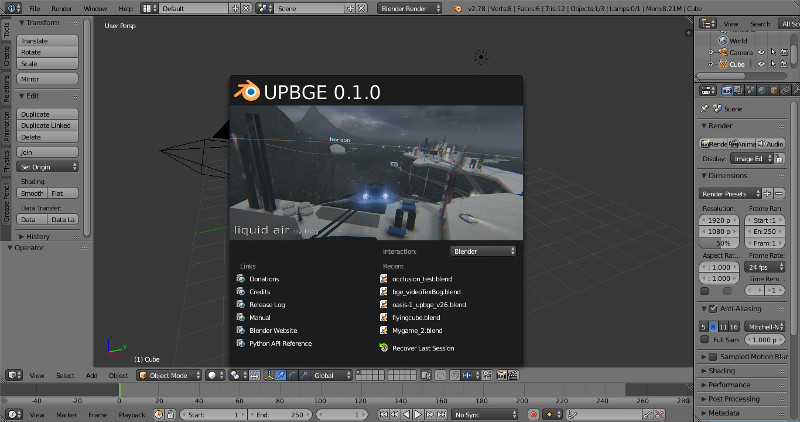 File Render Window Help Default Scene Blender Render v2.78 | Verts:8 | Faces:6 | Tris:12 | Objects:1/3 | Lamps:0/1 | Mem:8.21M | Cube
Tools
Create
Relations
Animation
Physics
Grease Pencil
Transform
Translate
Rotate
Scale
Mirror
Edit
Duplicate
Duplicate Linked
Delete
Join
Set Origin
Shading:
Smooth Flat
Data Transfer:
Data Data La
History
Operator
User Persp
UPBGE 0.1.0
horizon
liquid air
Interaction: Blender
Links
Donations
Credits
Release Log
Manual
Blender Website
Python API Reference
Recent
occlusion_test.blend
bge_videoTexBug.blend
oasis-1_upbge_v26.blend
flyingcube.blend
Mygame_2.blend
Recover Last Session
(1) Cube
View Search All Sc
World
Camera
Cube
Scene
Render
Rende Anima Audio
Display: Image Ed
Dimensions
Render Presets
Resolution: Frame Ran
1920 p Start :1
1080 p En:250
50% Fram:1
Aspect Rat.. Frame Rate:
: 1.000 24 fps
: 1.000 Time Rem..
Anti-Aliasing
5 8 11 16 Mitchell-N
Full Sam 1.000 p
Sampled Motion Blur
Shading
Performance
Post Processing
Metadata
View Select Add Object Object Mode Global
-40 -20 0 20 40 60 80 100 120 140 160 180 200 220 240 260 280
View Marker Frame Playback Start: 1 End: 250 1 No Sync